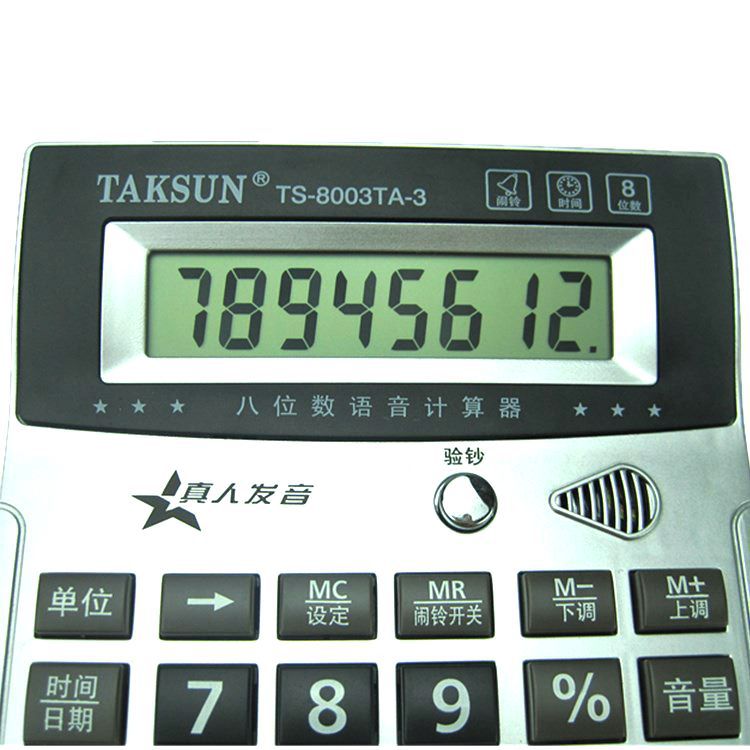 TAKSUN® TS-8003TA-3
闹铃
时间
8
位数
78945612.
★ ★ ★ 八位数语音计算器 ★ ★ ★
验钞
真人发音
单位
→
MC
设定
MR
闹铃开关
M−
下调
M+
上调
时间
日期
7
8
9
%
音量